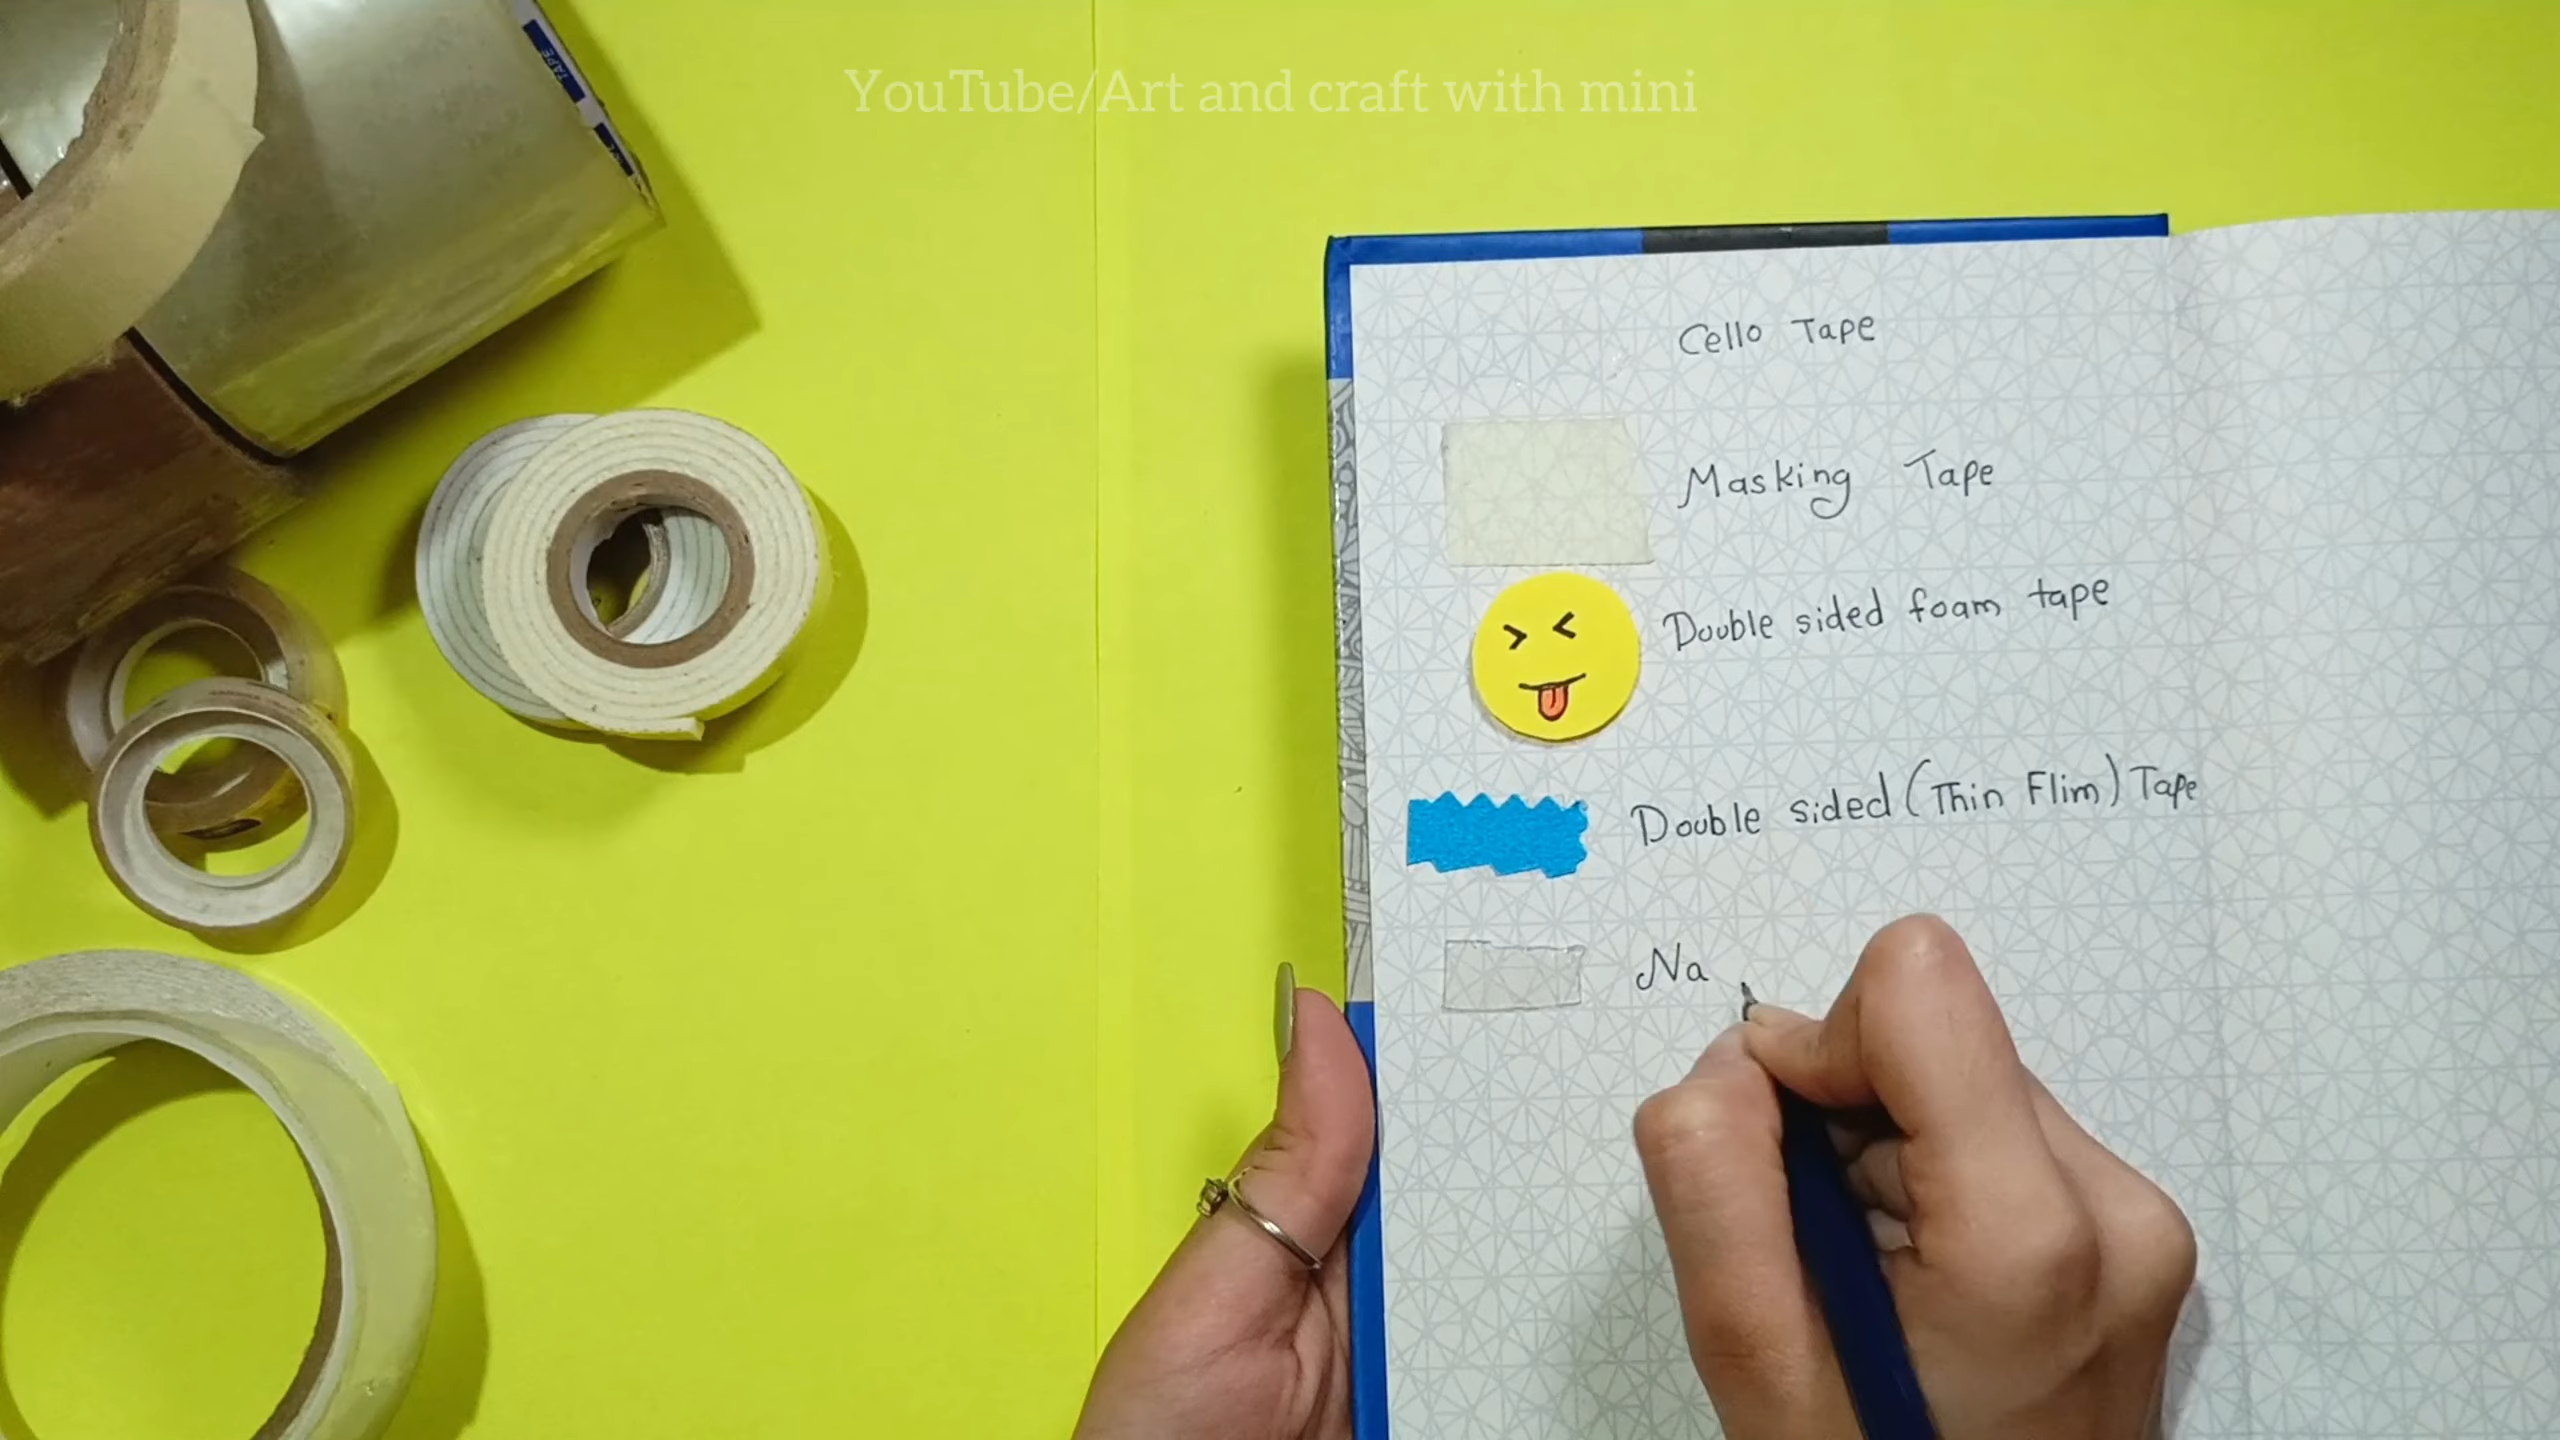 YouTube/Art and craft with mini
TAPE
Cello Tape
Masking Tape
Double sided foam tape
Double sided (Thin Flim) Tape
Na